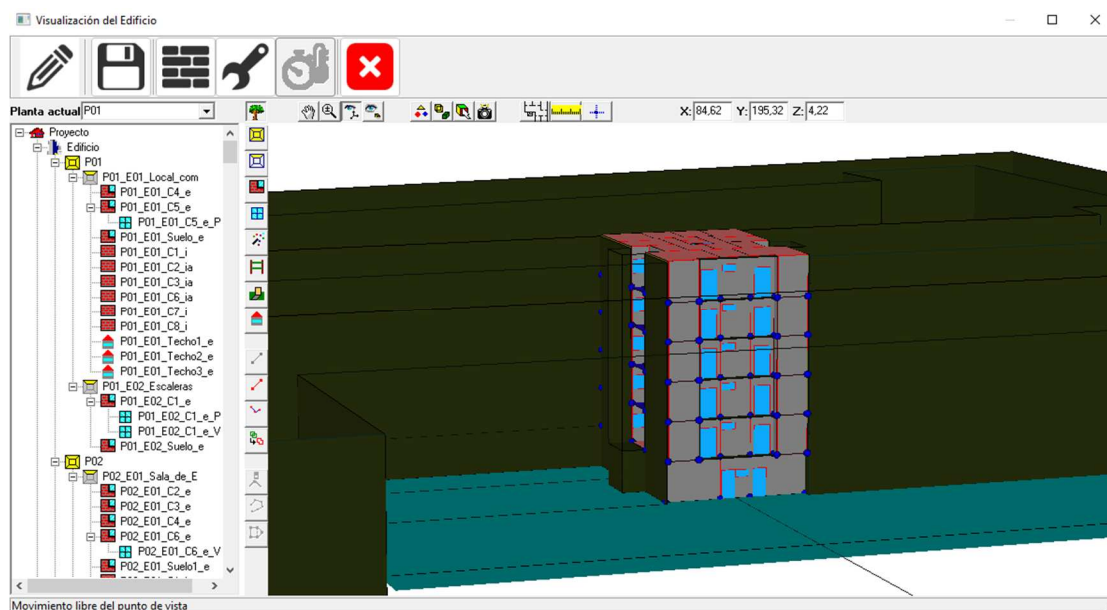 Visualización del Edificio
Planta actual P01
X: 84,62 Y: 195,32 Z: 4,22
Proyecto
Edificio
P01
P01_E01_Local_com
P01_E01_C4_e
P01_E01_C5_e
P01_E01_C5_e_P
P01_E01_Suelo_e
P01_E01_C1_i
P01_E01_C2_ia
P01_E01_C3_ia
P01_E01_C6_ia
P01_E01_C7_i
P01_E01_C8_i
P01_E01_Techo1_e
P01_E01_Techo2_e
P01_E01_Techo3_e
P01_E02_Escaleras
P01_E02_C1_e
P01_E02_C1_e_P
P01_E02_C1_e_V
P01_E02_Suelo_e
P02
P02_E01_Sala_de_E
P02_E01_C2_e
P02_E01_C3_e
P02_E01_C4_e
P02_E01_C6_e
P02_E01_C6_e_V
P02_E01_Suelo1_e
Movimiento libre del punto de vista